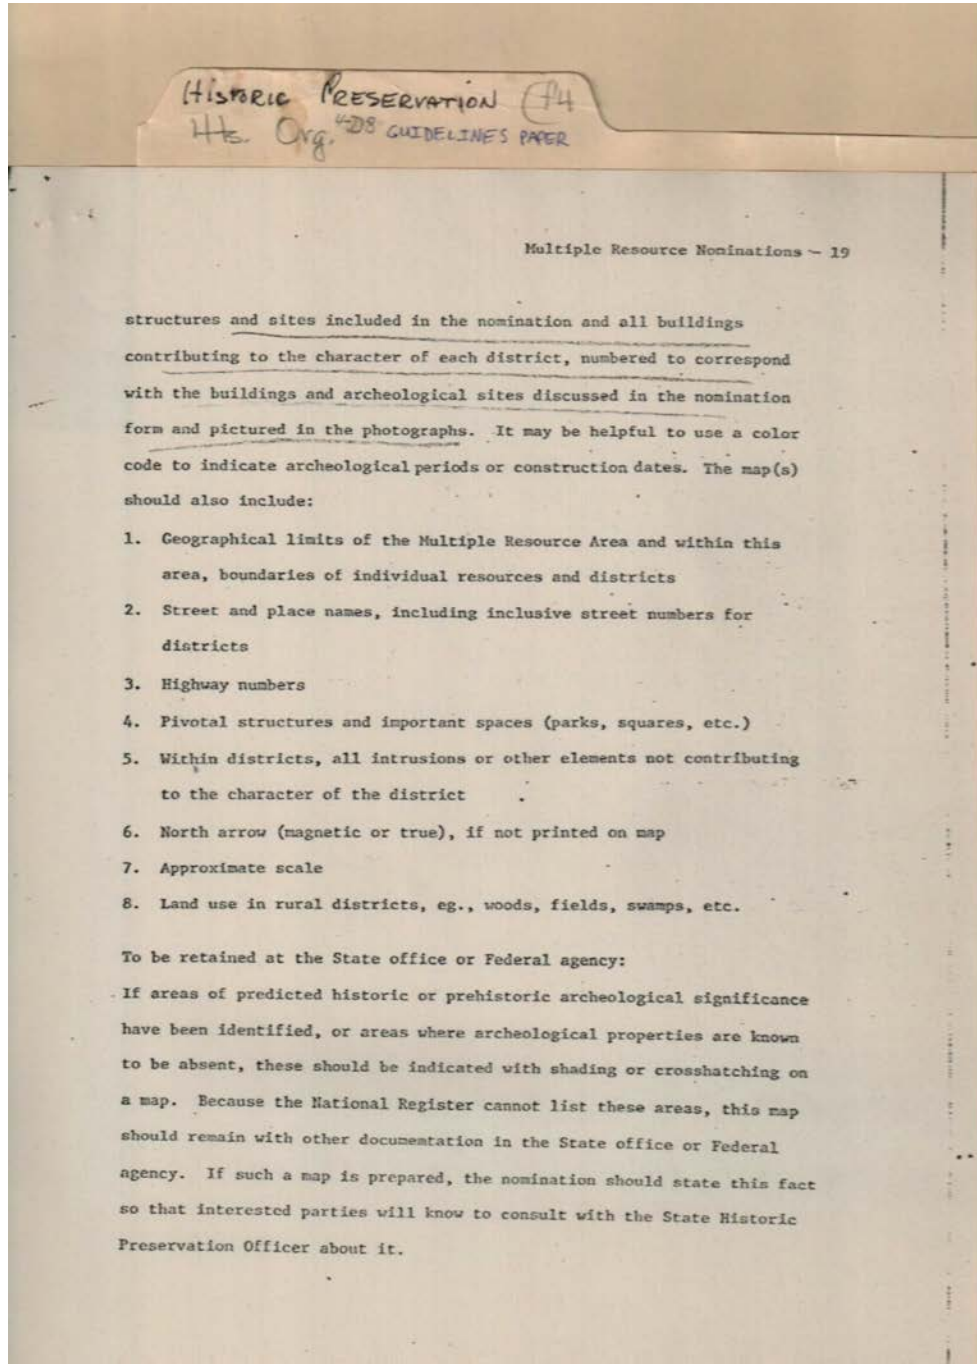 HISTORIC PRESERVATION (f4
Hts. Org. 4-D8 GUIDELINES PAPER
Multiple Resource Nominations - 19
structures and sites included in the nomination and all buildings
contributing to the character of each district, numbered to correspond
with the buildings and archeological sites discussed in the nomination
form and pictured in the photographs. It may be helpful to use a color
code to indicate archeological periods or construction dates. The map(s)
should also include:
1. Geographical limits of the Multiple Resource Area and within this
area, boundaries of individual resources and districts
2. Street and place names, including inclusive street numbers for
districts
3. Highway numbers
4. Pivotal structures and important spaces (parks, squares, etc.)
5. Within districts, all intrusions or other elements not contributing
to the character of the district
6. North arrow (magnetic or true), if not printed on map
7. Approximate scale
8. Land use in rural districts, eg., woods, fields, swamps, etc.
To be retained at the State office or Federal agency:
If areas of predicted historic or prehistoric archeological significance
have been identified, or areas where archeological properties are known
to be absent, these should be indicated with shading or crosshatching on
a map. Because the National Register cannot list these areas, this map
should remain with other documentation in the State office or Federal
agency. If such a map is prepared, the nomination should state this fact
so that interested parties will know to consult with the State Historic
Preservation Officer about it.